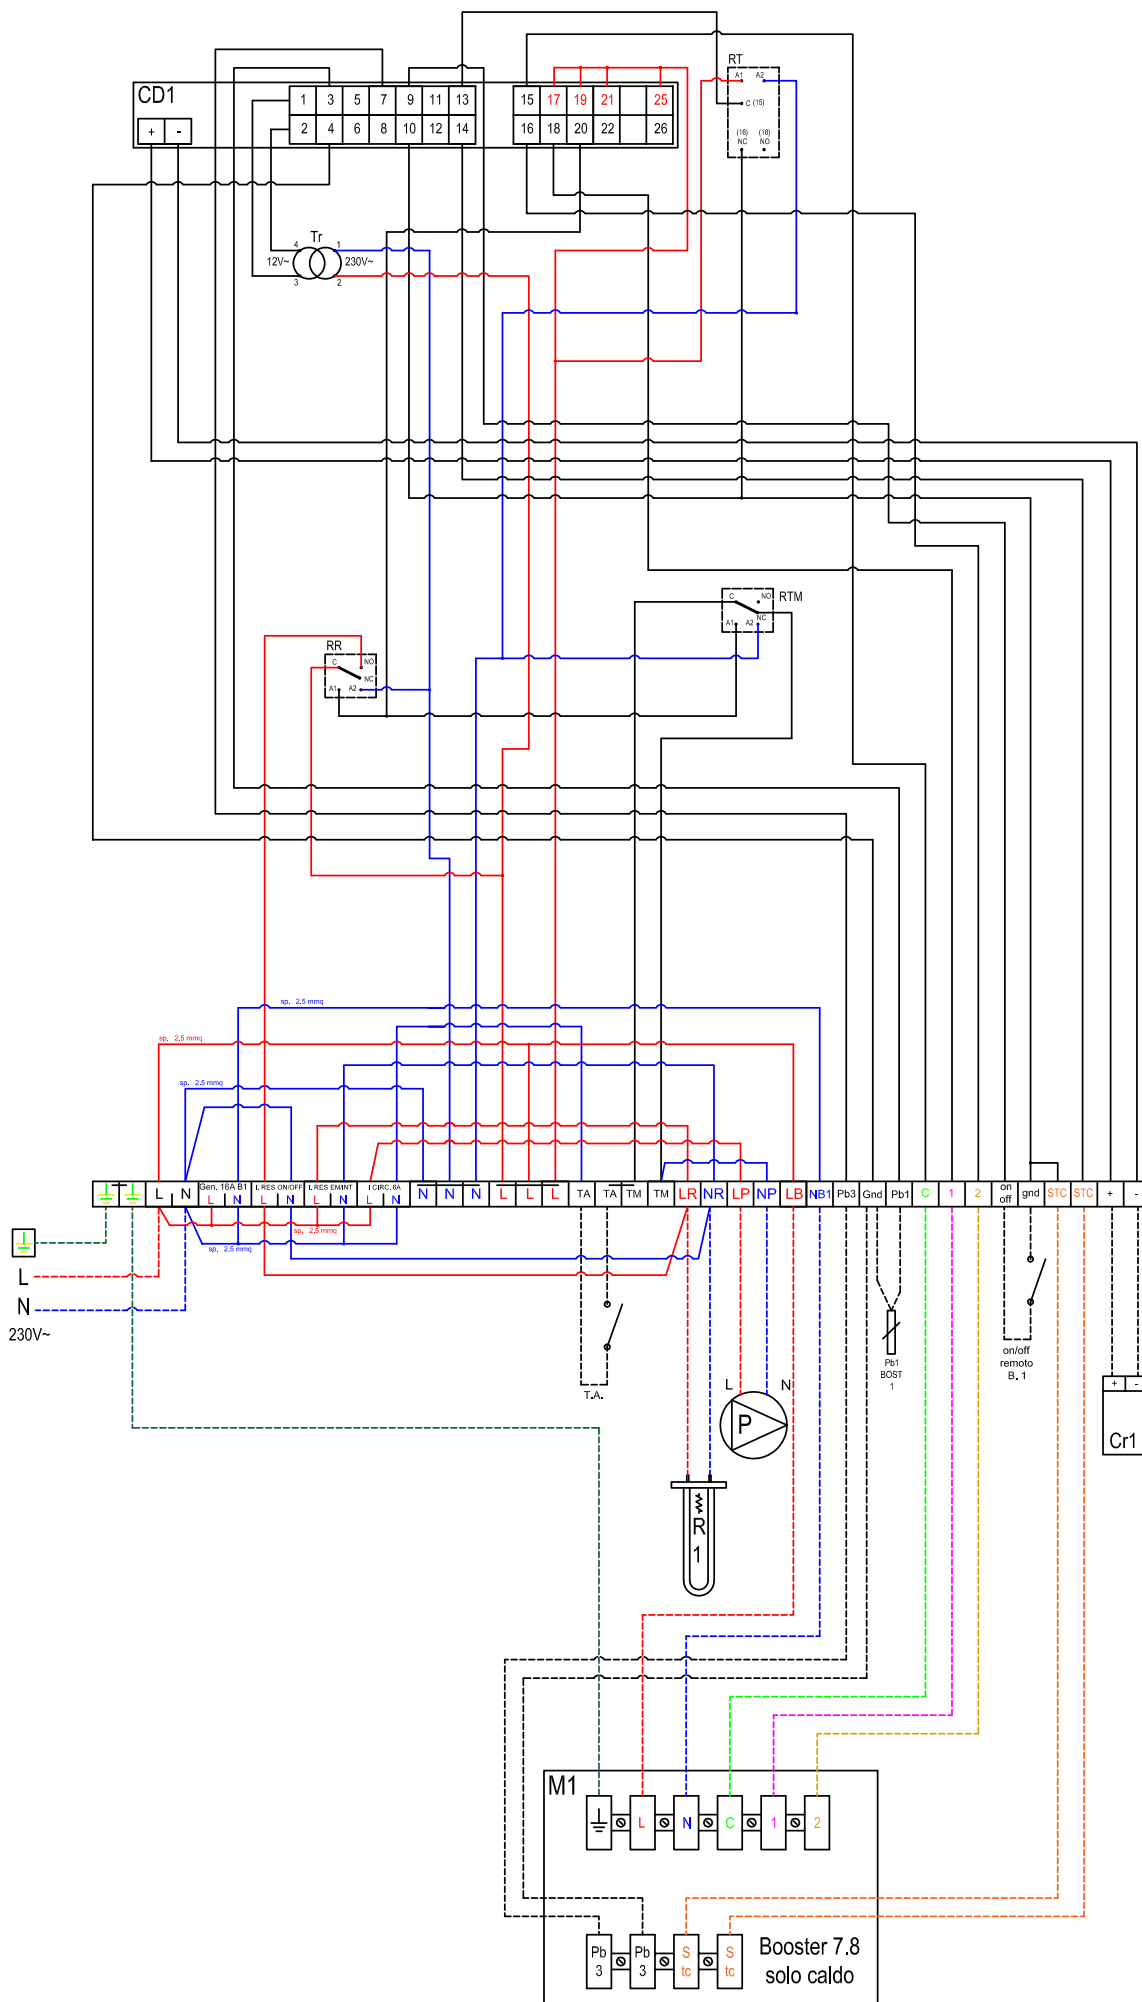 RT
A1 A2
C (15)
(16) (18)
NC NO
CD1
+ -
1 3 5 7 9 11 13
2 4 6 8 10 12 14
15 17 19 21 25
16 18 20 22 26
Tr
4 1
12V~ 230V~
3 2
RTM
C NO
NC
A1 A2
RR
C NO
NC
A1 A2
sp. 2.5 mmq
sp. 2.5 mmq
sp. 2.5 mmq
L N Gen. 16A B1 L N I. RES ON/OFF L N I. RES EM/INT L N I CIRC. 6A L N N N N L L L TA TA TM TM LR NR LP NP LB NB1 Pb3 Gnd Pb1 C 1 2 on off gnd STC STC + -
sp. 2.5 mmq
sp. 2.5 mmq
L
N
230V~
T.A.
L N
P
R
1
Pb1
BOST
1
on/off
remoto
B. 1
+ -
Cr1
M1
L N C 1 2
Pb Pb S S
3 3 tc tc
Booster 7.8
solo caldo